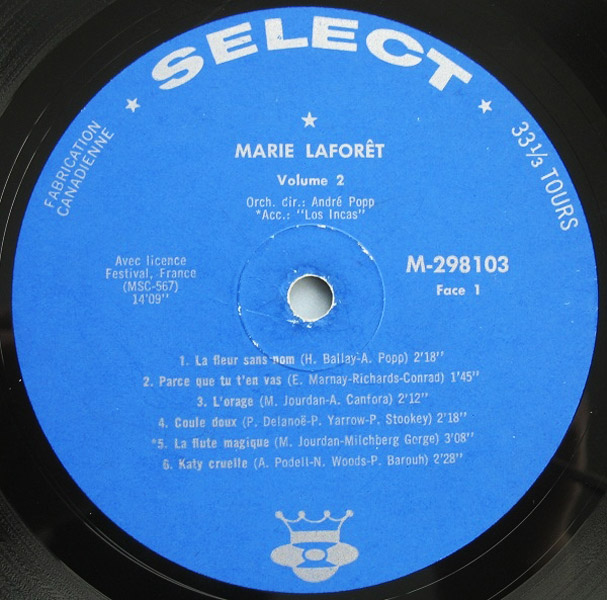 SELECT
FABRICATION
CANADIENNE
33 1/3 TOURS
MARIE LAFORÊT
Volume 2
Orch. dir.: André Popp
*Acc.: "Los Incas"
Avec licence
Festival, France
(MSC-567)
14'09"
M-298103
Face 1
1. La fleur sans nom (H. Ballay-A. Popp) 2'18"
2. Parce que tu t'en vas (E. Marnay-Richards-Conrad) 1'45"
3. L'orage (M. Jourdan-A. Canfora) 2'12"
4. Coule doux (P. Delanoë-P. Yarrow-P. Stookey) 2'18"
*5. La flute magique (M. Jourdan-Milchberg Gorge) 3'08"
6. Katy cruelle (A. Podell-N. Woods-P. Barouh) 2'28"